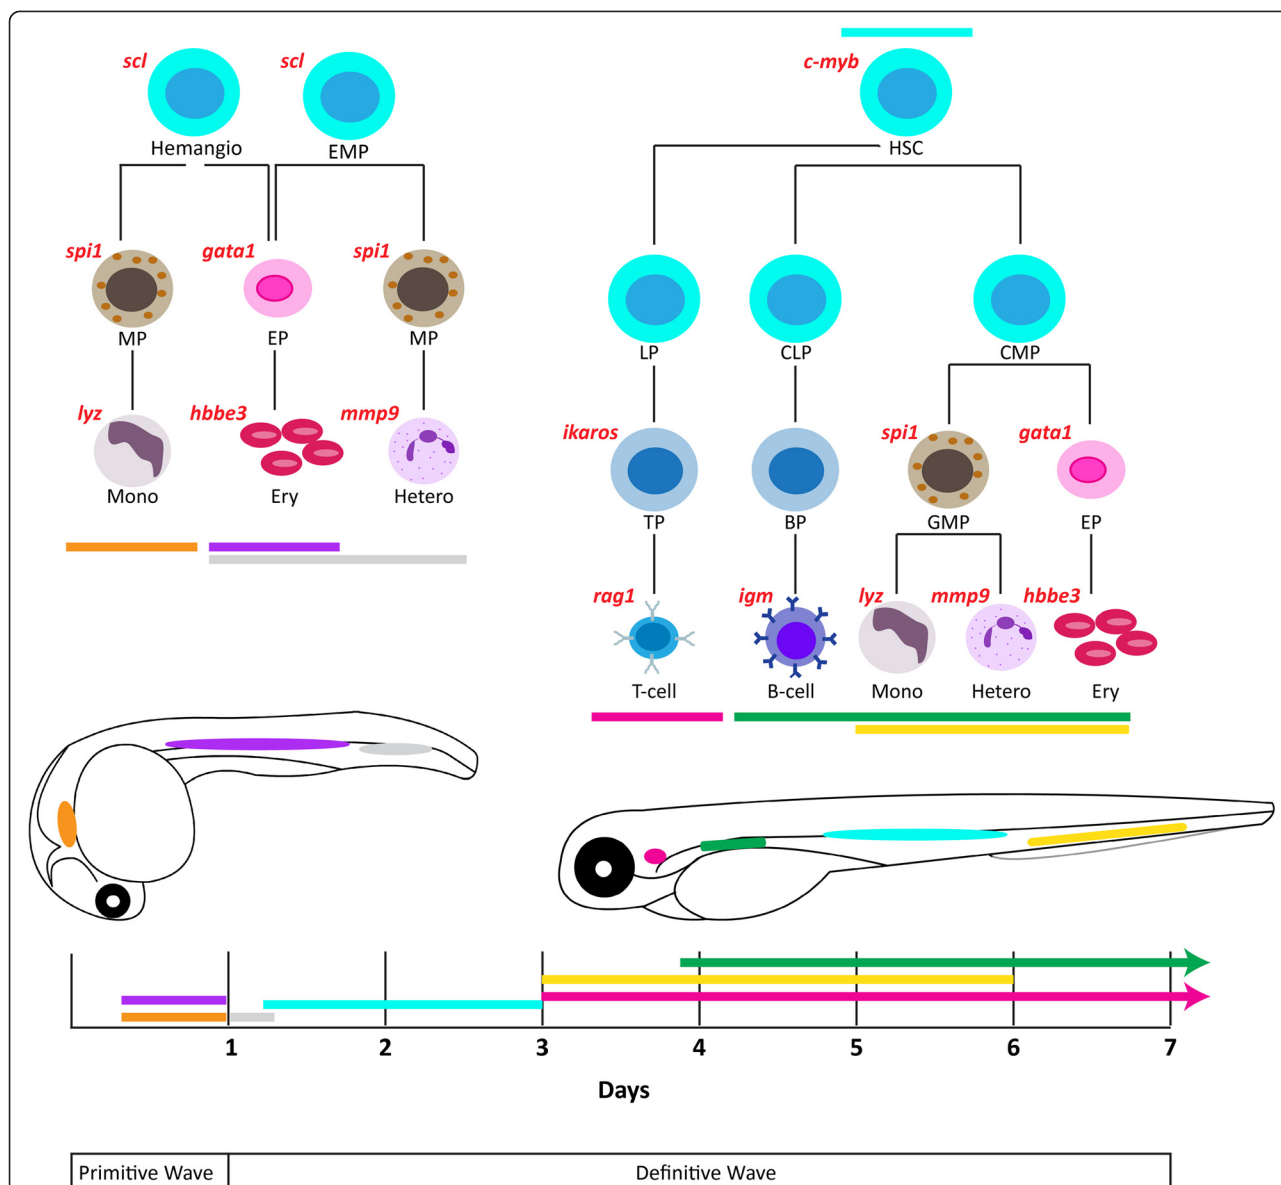 scl
scl
c-myb
Hemangio
EMP
HSC
spi1
gata1
spi1
MP
EP
MP
LP
CLP
CMP
lyz
hbbe3
mmp9
ikaros
spi1
gata1
Mono
Ery
Hetero
TP
BP
GMP
EP
rag1
igm
lyz
mmp9
hbbe3
T-cell
B-cell
Mono
Hetero
Ery
1
2
3
4
5
6
7
Days
Primitive Wave
Definitive Wave